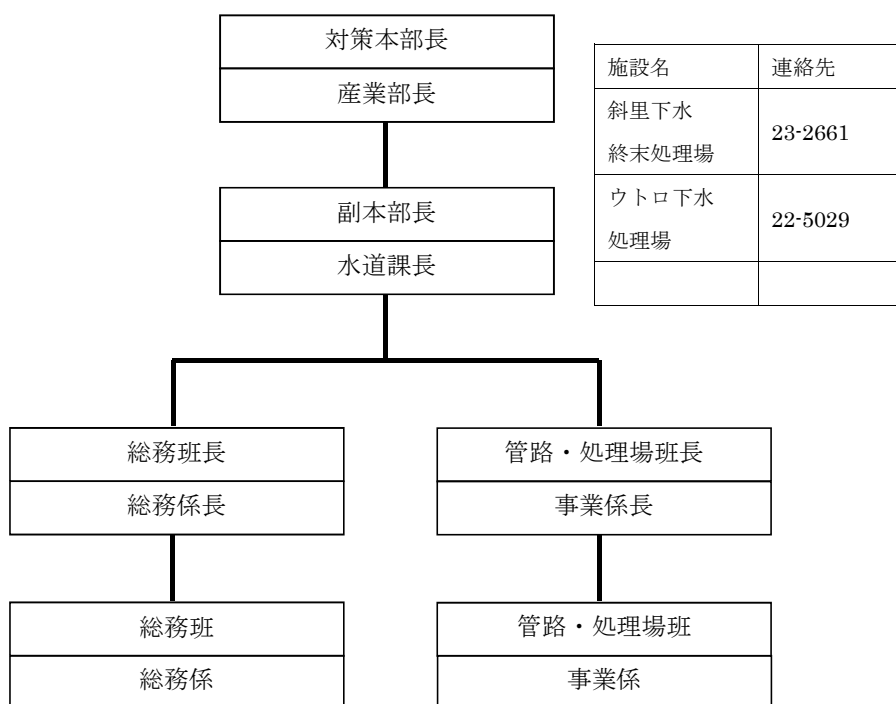 対策本部長
産業部長
副本部長
水道課長
施設名 連絡先
斜里下水
終末処理場
23-2661
ウトロ下水
処理場
22-5029
総務班長
総務係長
管路・処理場班長
事業係長
総務班
総務係
管路・処理場班
事業係